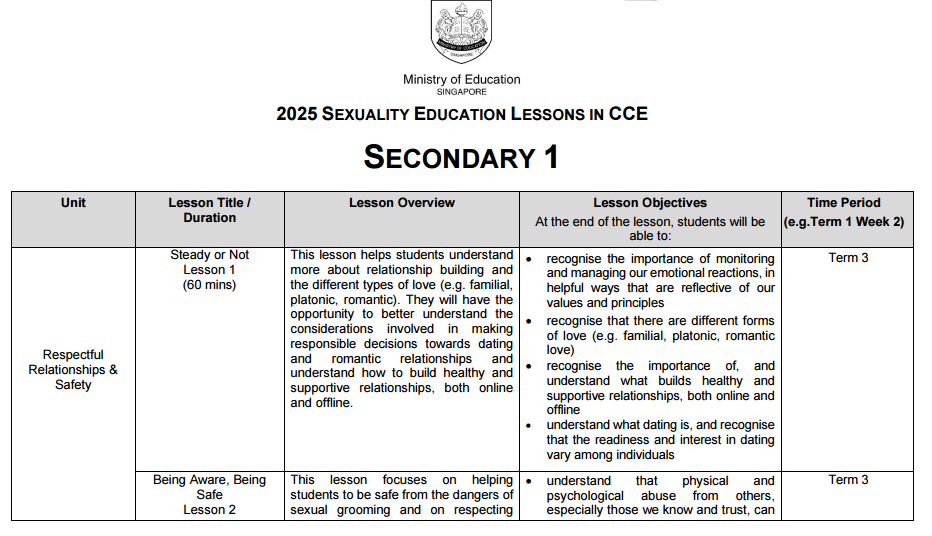 SINGAPORE
Ministry of Education
SINGAPORE
2025 SEXUALITY EDUCATION LESSONS IN CCE
SECONDARY 1
Unit
Lesson Title /
Duration
Lesson Overview
Lesson Objectives
At the end of the lesson, students will be
able to:
Time Period
(e.g.Term 1 Week 2)
Respectful
Relationships &
Safety
Steady or Not
Lesson 1
(60 mins)
This lesson helps students understand
more about relationship building and
the different types of love (e.g. familial,
platonic, romantic). They will have the
opportunity to better understand the
considerations involved in making
responsible decisions towards dating
and romantic relationships and
understand how to build healthy and
supportive relationships, both online
and offline.
• recognise the importance of monitoring
and managing our emotional reactions, in
helpful ways that are reflective of our
values and principles
• recognise that there are different forms
of love (e.g. familial, platonic, romantic
love)
• recognise the importance of, and
understand what builds healthy and
supportive relationships, both online and
offline
• understand what dating is, and recognise
that the readiness and interest in dating
vary among individuals
Term 3
Being Aware, Being
Safe
Lesson 2
This lesson focuses on helping
students to be safe from the dangers of
sexual grooming and on respecting
• understand that physical and
psychological abuse from others,
especially those we know and trust, can
Term 3